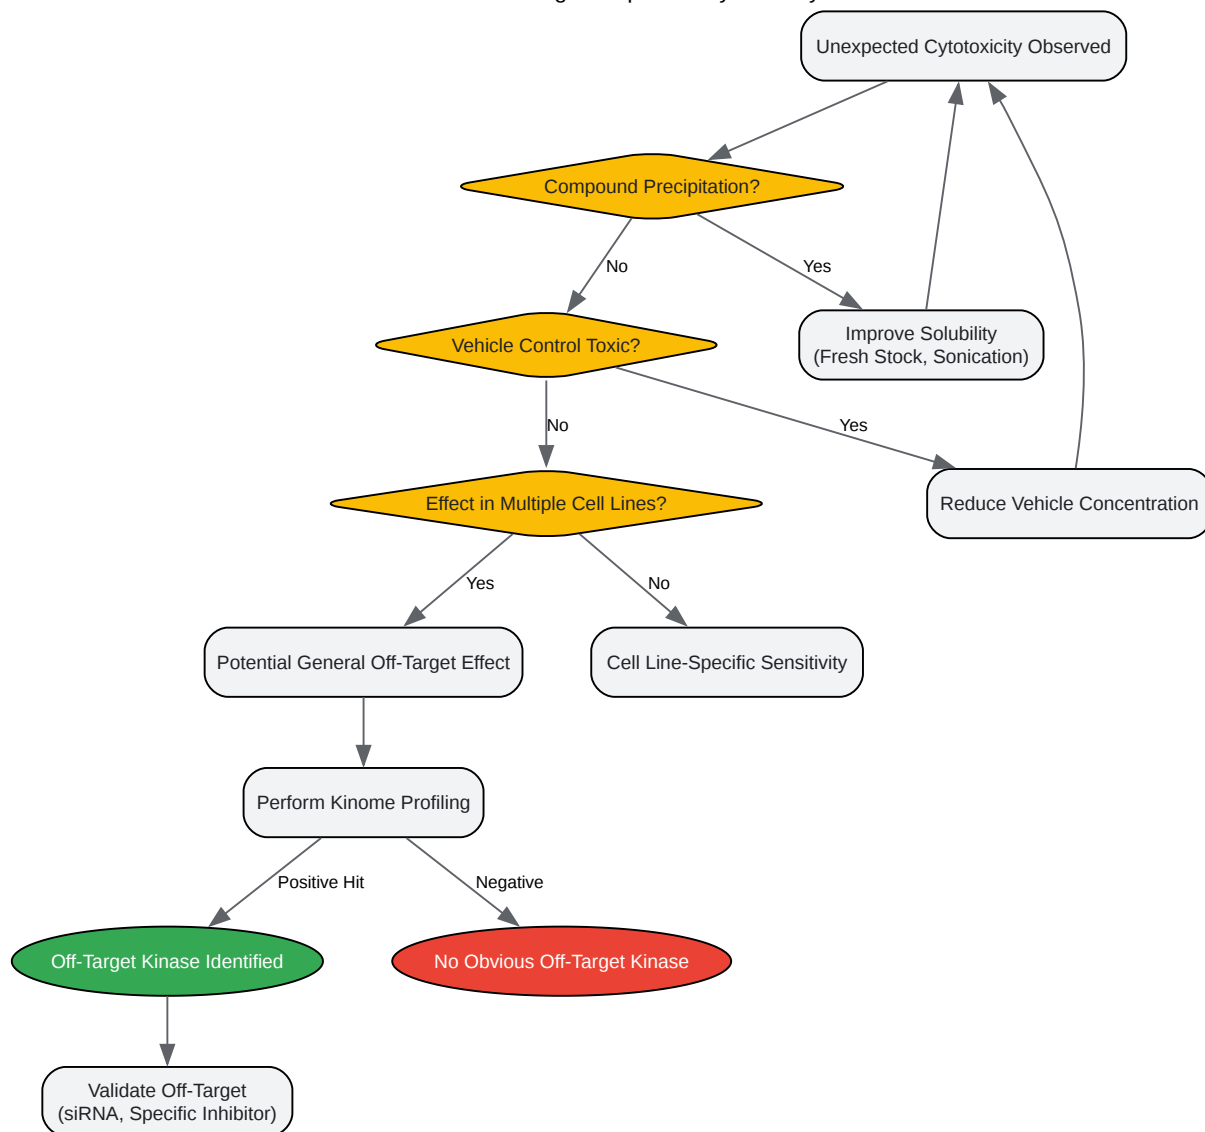 Unexpected Cytotoxicity Observed
Compound Precipitation?
No
Yes
Improve Solubility
(Fresh Stock, Sonication)
Vehicle Control Toxic?
No
Yes
Effect in Multiple Cell Lines?
Reduce Vehicle Concentration
Yes
No
Potential General Off-Target Effect
Cell Line-Specific Sensitivity
Perform Kinome Profiling
Positive Hit
Negative
Off-Target Kinase Identified
No Obvious Off-Target Kinase
Validate Off-Target
(siRNA, Specific Inhibitor)